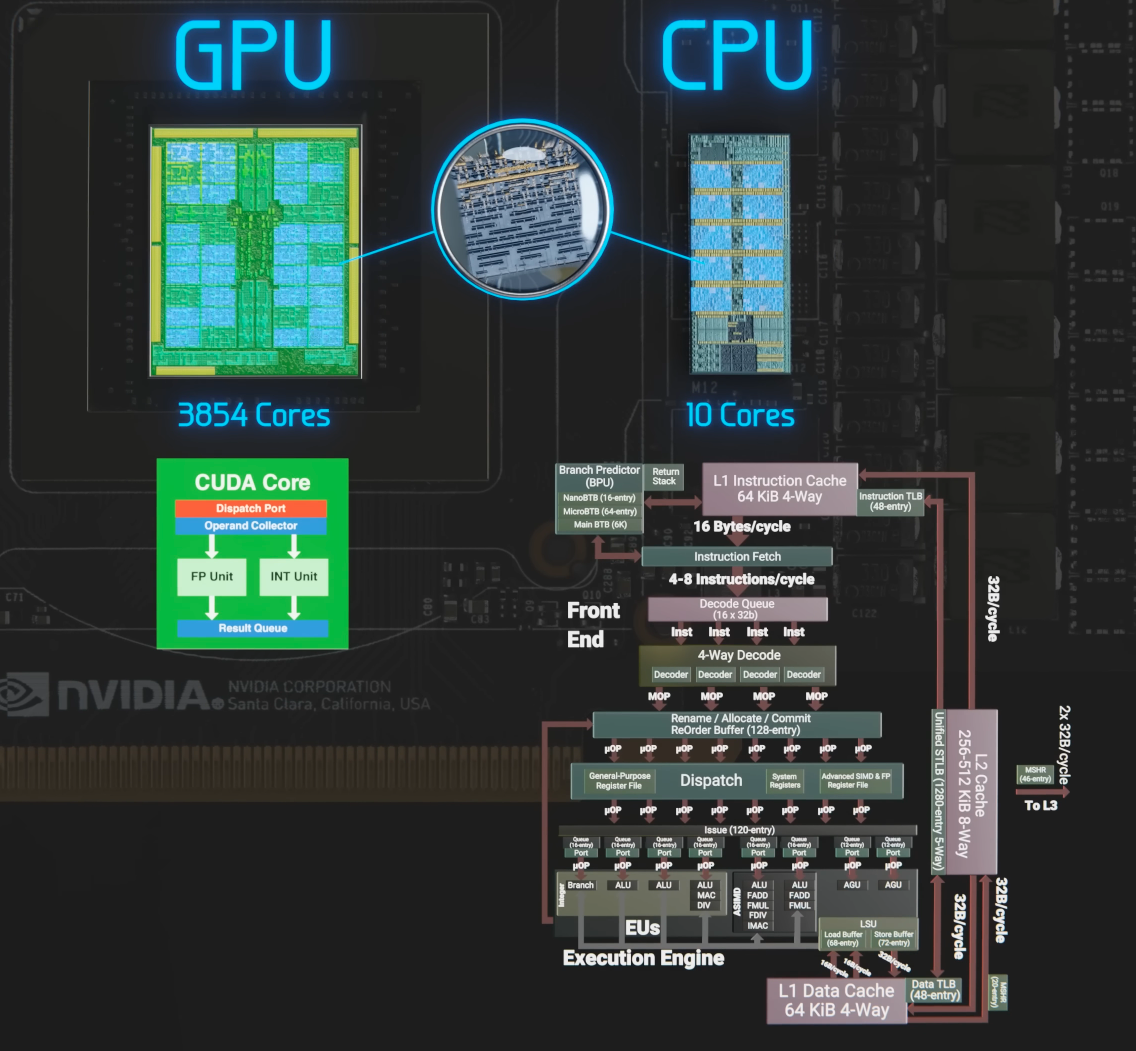 GPU
CPU
3854 Cores
10 Cores
M12
CUDA Core
Dispatch Port
Operand Collector
FP Unit
INT Unit
Result Queue
NVIDIA®
NVIDIA CORPORATION
Santa Clara, California, USA
Branch Predictor
(BPU)
NanoBTB (16-entry)
MicroBTB (64-entry)
Main BTB (6K)
Return
Stack
L1 Instruction Cache
64 KiB 4-Way
Instruction TLB
(48-entry)
16 Bytes/cycle
Instruction Fetch
4-8 Instructions/cycle
32B/cycle
Front
End
Decode Queue
(16 x 32b)
Inst Inst Inst Inst
4-Way Decode
Decoder Decoder Decoder Decoder
MOP MOP MOP MOP
Rename / Allocate / Commit
ReOrder Buffer (128-entry)
µOP µOP µOP µOP µOP µOP µOP
General-Purpose
Register File
Dispatch
System
Registers
Advanced SIMD & FP
Register File
µOP µOP µOP µOP µOP µOP µOP
Issue (120-entry)
Queue Queue Queue Queue Queue Queue Queue Queue
(16-entry) (16-entry) (16-entry) (16-entry) (16-entry) (16-entry) (12-entry) (12-entry)
Port Port Port Port Port Port Port Port
µOP µOP µOP µOP µOP µOP µOP µOP
Integer
Branch
ALU
ALU
ALU
MAC
DIV
ASIMD
ALU
FADD
FMUL
FDIV
IMAC
ALU
FADD
FMUL
AGU
AGU
EUs
Execution Engine
LSU
Load Buffer
(68-entry)
Store Buffer
(72-entry)
16B/cycle
16B/cycle
32B/cycle
L1 Data Cache
64 KiB 4-Way
Data TLB
(48-entry)
MSHR
(20-entry)
32B/cycle
32B/cycle
Unified STLB (1280-entry 5-Way)
L2 Cache
256-512 KiB 8-Way
2x 32B/cycle
MSHR
(46-entry)
To L3